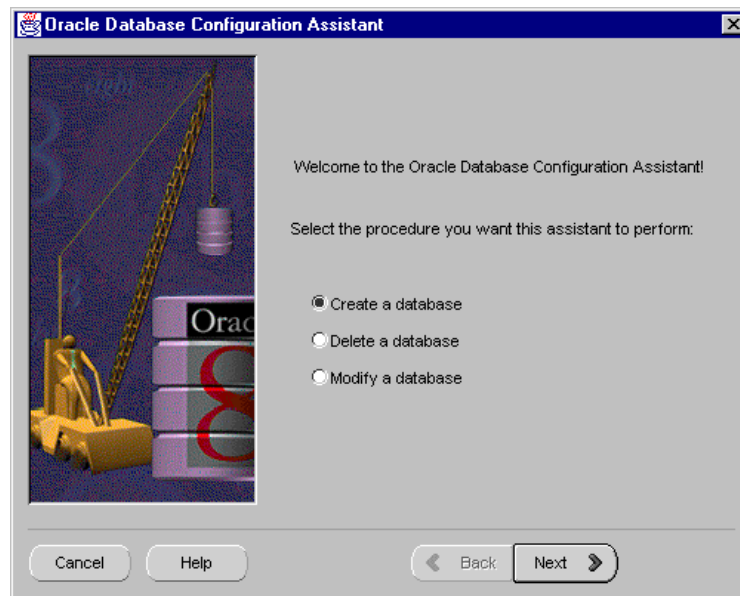 Oracle Database Configuration Assistant
Welcome to the Oracle Database Configuration Assistant!
Select the procedure you want this assistant to perform:
Create a database
Delete a database
Modify a database
Orac
8
Cancel
Help
Back
Next